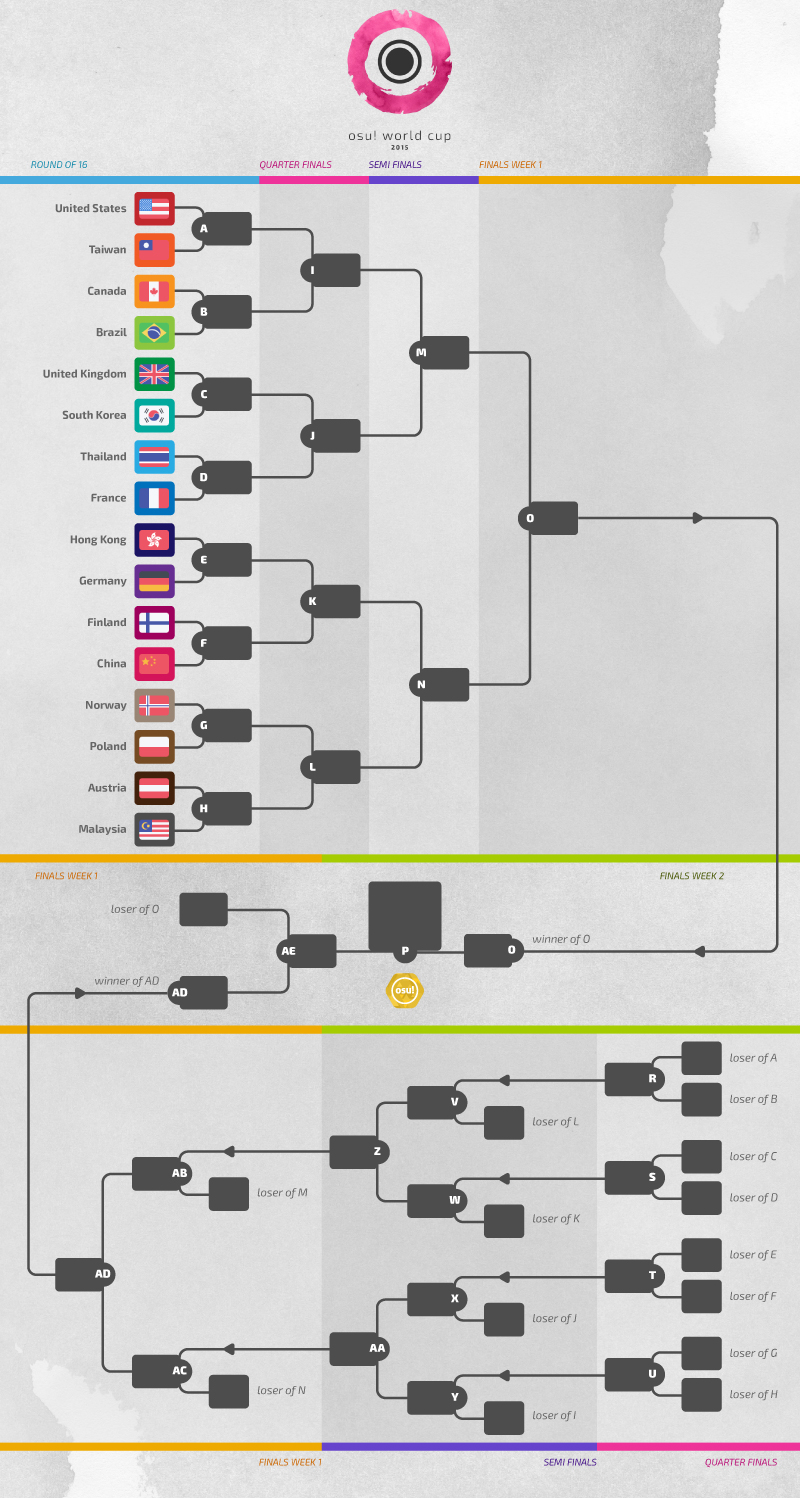 osu! world cup
2015
ROUND OF 16
QUARTER FINALS
SEMI FINALS
FINALS WEEK 1
United States
A
Taiwan
I
Canada
B
Brazil
M
United Kingdom
C
South Korea
J
Thailand
D
France
O
Hong Kong
E
Germany
K
Finland
F
China
N
Norway
G
Poland
L
Austria
H
Malaysia
FINALS WEEK 1
FINALS WEEK 2
loser of O
AE
P
O
winner of O
winner of AD
AD
osu!
R
loser of A
loser of B
V
loser of L
Z
S
loser of C
loser of D
W
loser of K
AB
loser of M
AD
T
loser of E
loser of F
X
loser of J
AA
U
loser of G
loser of H
Y
loser of I
AC
loser of N
FINALS WEEK 1
SEMI FINALS
QUARTER FINALS